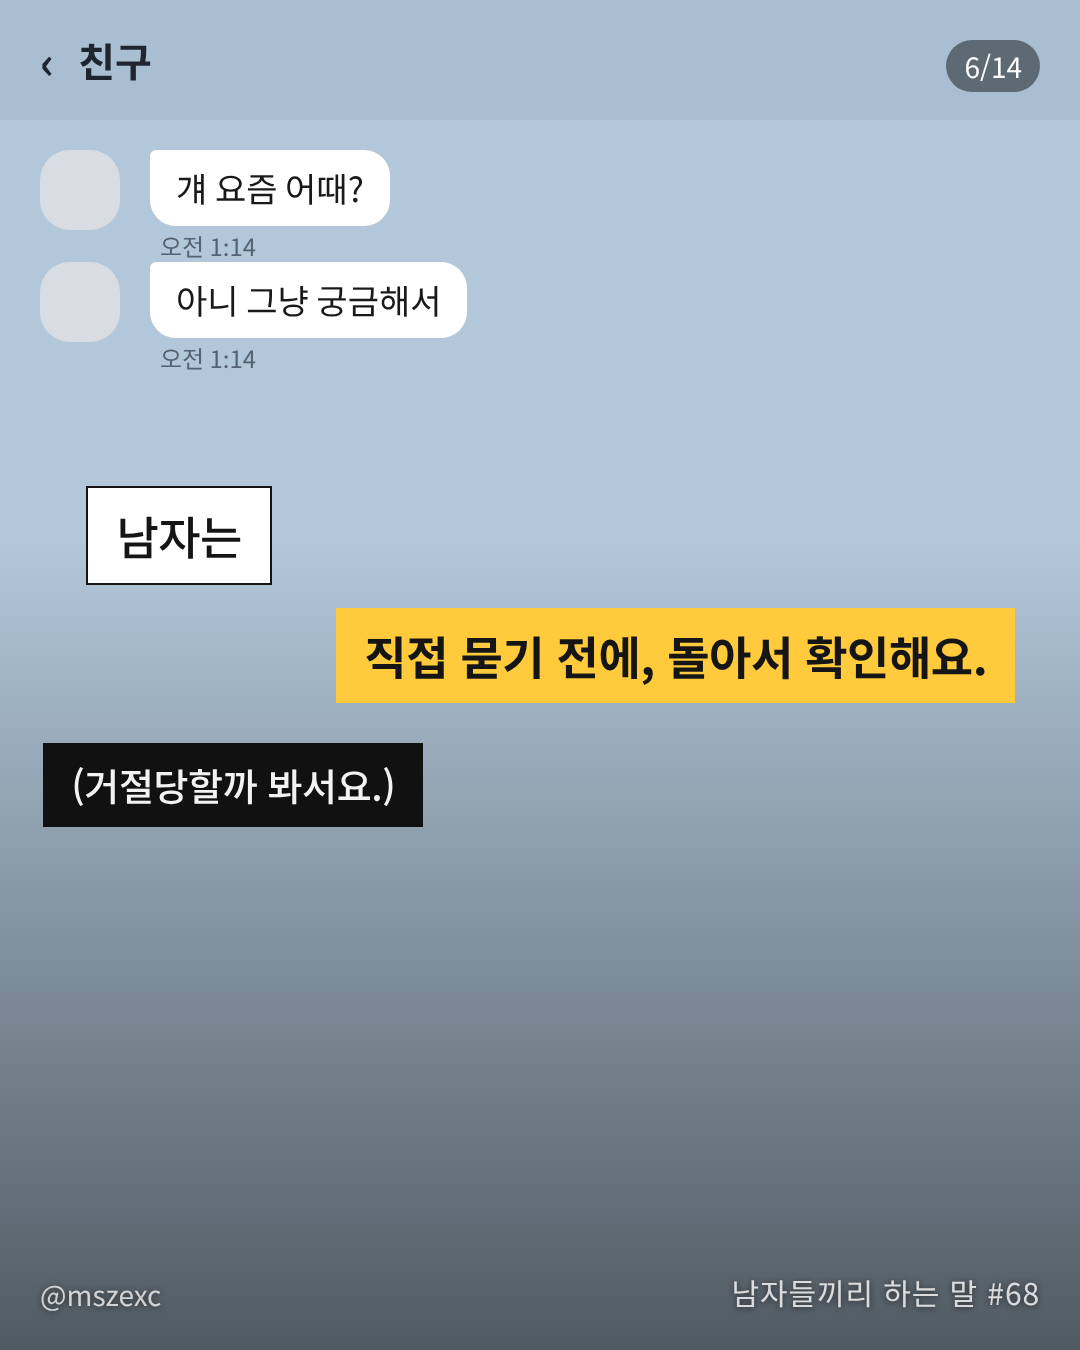 ‹ 친구
6/14
걔 요즘 어때?
오전 1:14
아니 그냥 궁금해서
오전 1:14
남자는
직접 묻기 전에, 돌아서 확인해요.
(거절당할까 봐서요.)
@mszexc
남자들끼리 하는 말 #68